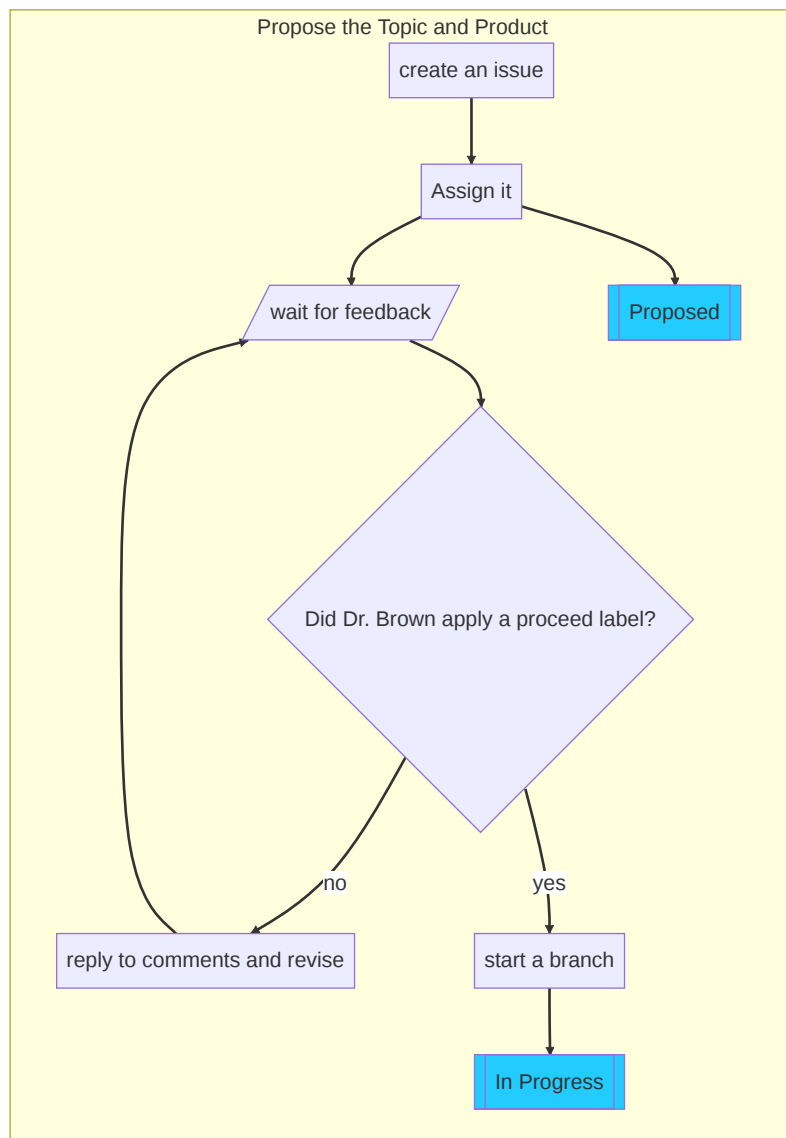 Propose the Topic and Product
create an issue
Assign it
wait for feedback
Proposed
Did Dr. Brown apply a proceed label?
no
yes
reply to comments and revise
start a branch
In Progress